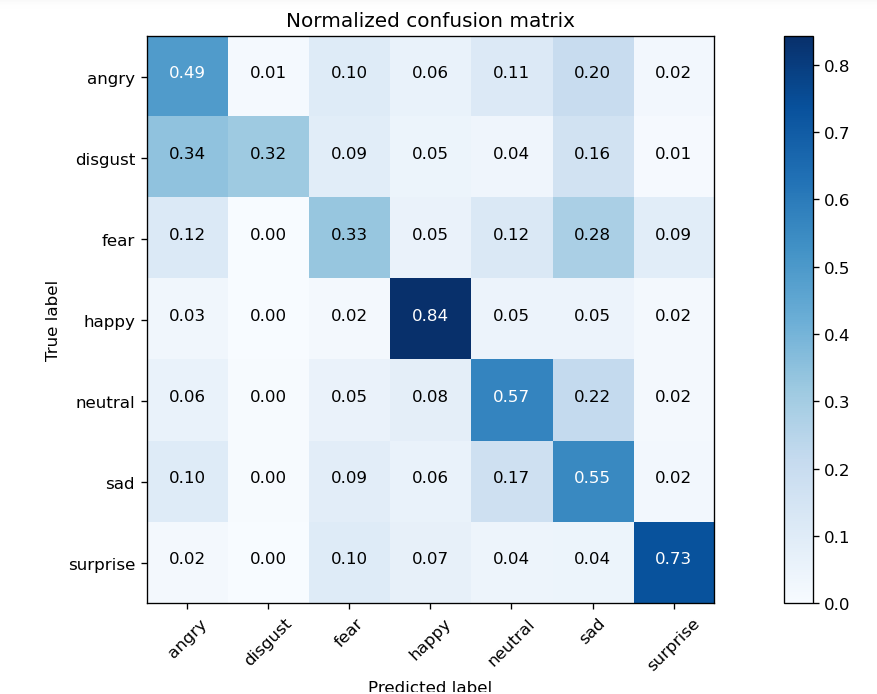 Normalized confusion matrix
True label
angry 0.49 0.01 0.10 0.06 0.11 0.20 0.02
disgust 0.34 0.32 0.09 0.05 0.04 0.16 0.01
fear 0.12 0.00 0.33 0.05 0.12 0.28 0.09
happy 0.03 0.00 0.02 0.84 0.05 0.05 0.02
neutral 0.06 0.00 0.05 0.08 0.57 0.22 0.02
sad 0.10 0.00 0.09 0.06 0.17 0.55 0.02
surprise 0.02 0.00 0.10 0.07 0.04 0.04 0.73
angry disgust fear happy neutral sad surprise
Predicted label
0.8
0.7
0.6
0.5
0.4
0.3
0.2
0.1
0.0